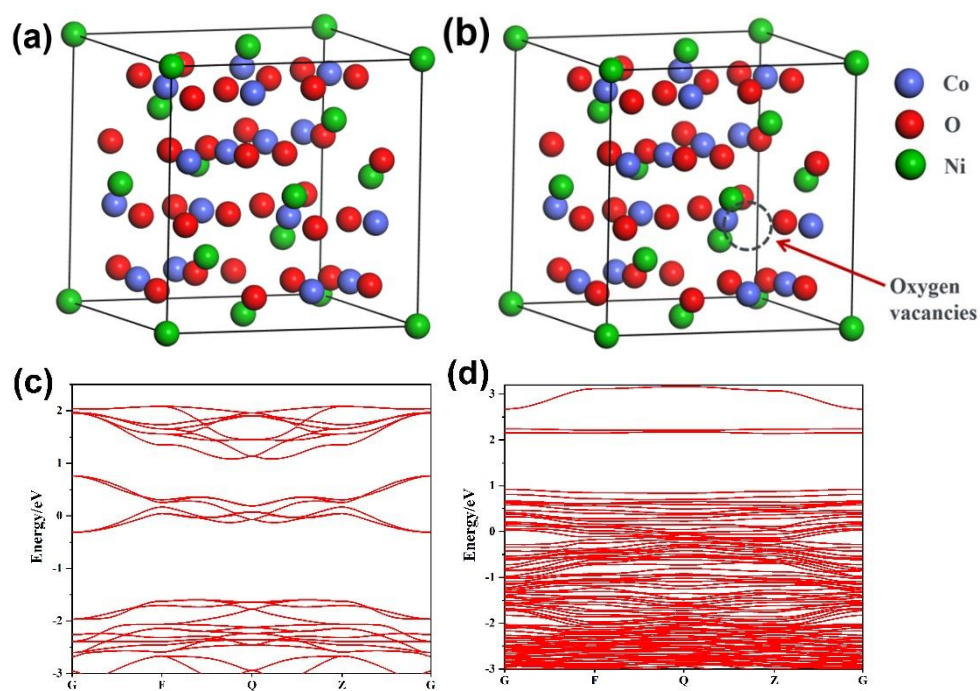 (a)
(b)
Co
O
Ni
Oxygen
vacancies
(c)
2
1
0
-1
-2
-3
Energy/eV
G
F
Q
Z
G
(d)
3
2
1
0
-1
-2
-3
Energy/eV
G
F
Q
Z
G